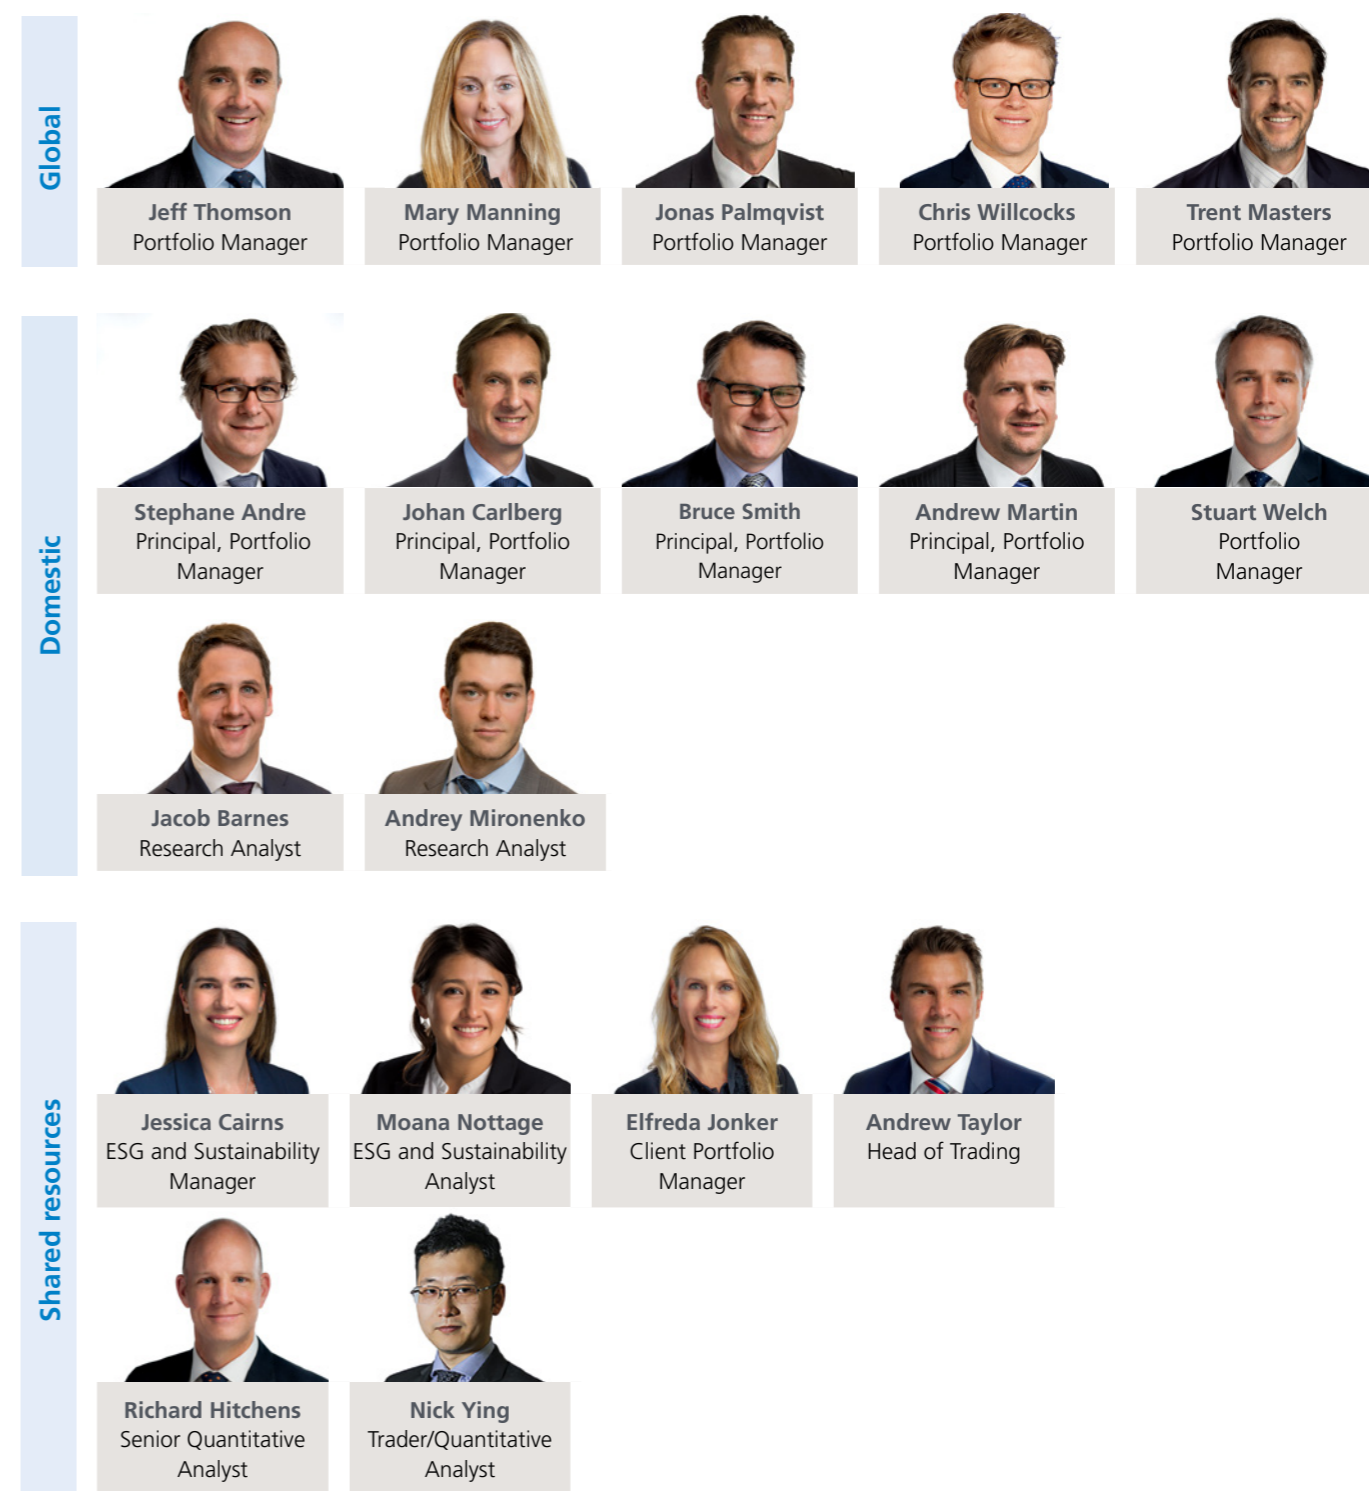 Global
Jeff Thomson
Portfolio Manager
Mary Manning
Portfolio Manager
Jonas Palmqvist
Portfolio Manager
Chris Willcocks
Portfolio Manager
Trent Masters
Portfolio Manager
Domestic
Stephane Andre
Principal, Portfolio
Manager
Johan Carlberg
Principal, Portfolio
Manager
Bruce Smith
Principal, Portfolio
Manager
Andrew Martin
Principal, Portfolio
Manager
Stuart Welch
Portfolio
Manager
Jacob Barnes
Research Analyst
Andrey Mironenko
Research Analyst
Shared resources
Jessica Cairns
ESG and Sustainability
Manager
Moana Nottage
ESG and Sustainability
Analyst
Elfreda Jonker
Client Portfolio
Manager
Andrew Taylor
Head of Trading
Richard Hitchens
Senior Quantitative
Analyst
Nick Ying
Trader/Quantitative
Analyst